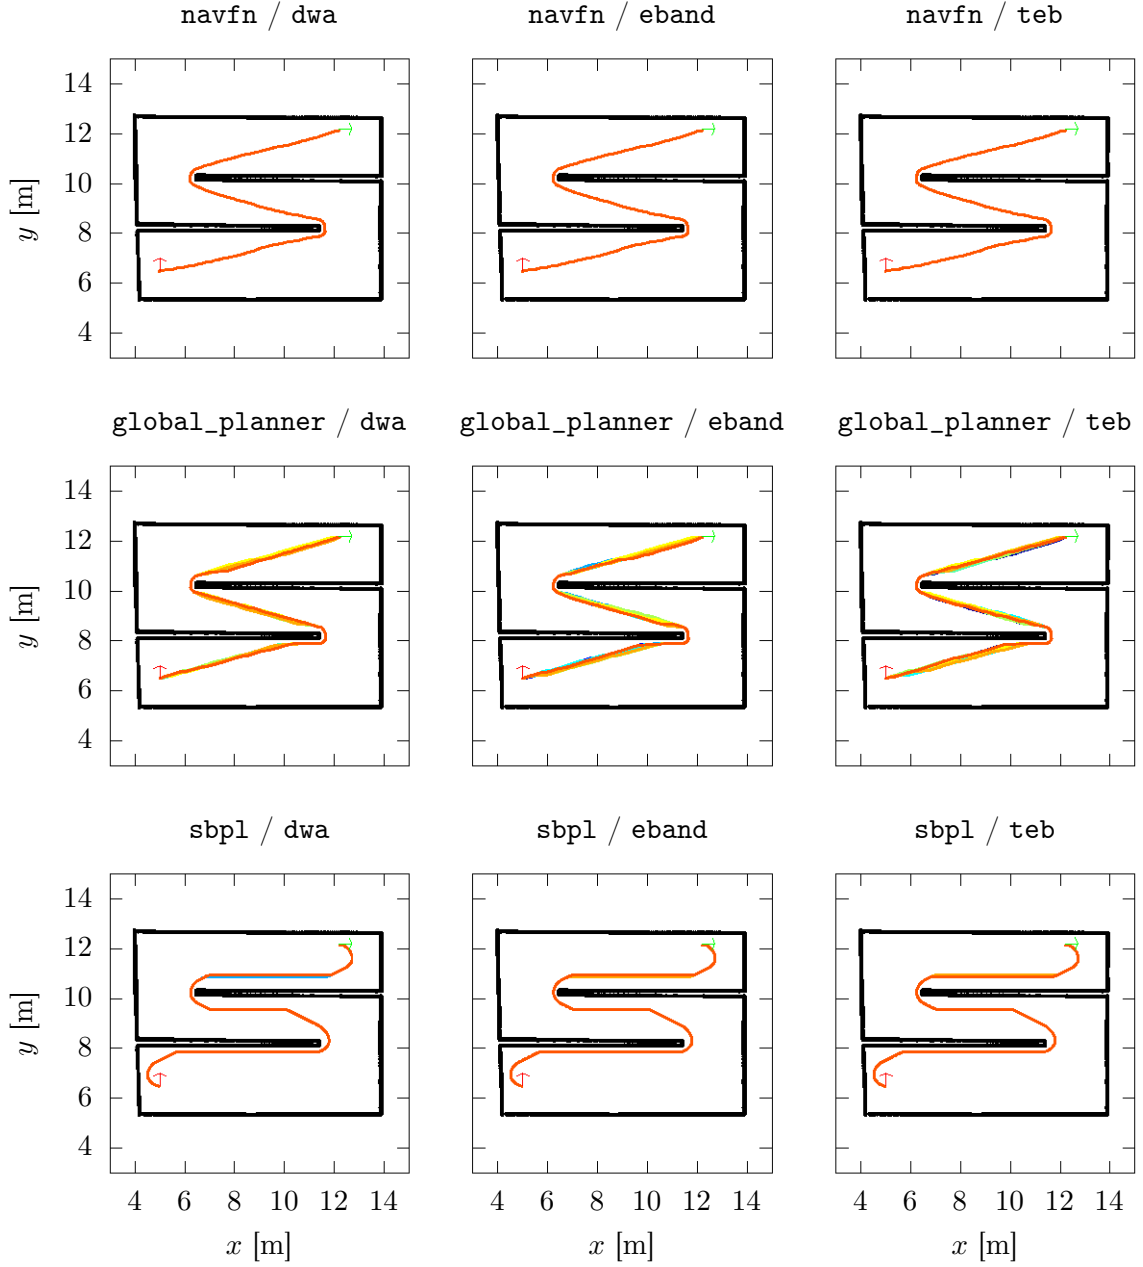 navfn / dwa
navfn / eband
navfn / teb
14
12
10
8
6
4
y [m]
global_planner / dwa
global_planner / eband
global_planner / teb
14
12
10
8
6
4
y [m]
sbpl / dwa
sbpl / eband
sbpl / teb
14
12
10
8
6
4
y [m]
4 6 8 10 12 14
4 6 8 10 12 14
4 6 8 10 12 14
x [m]
x [m]
x [m]